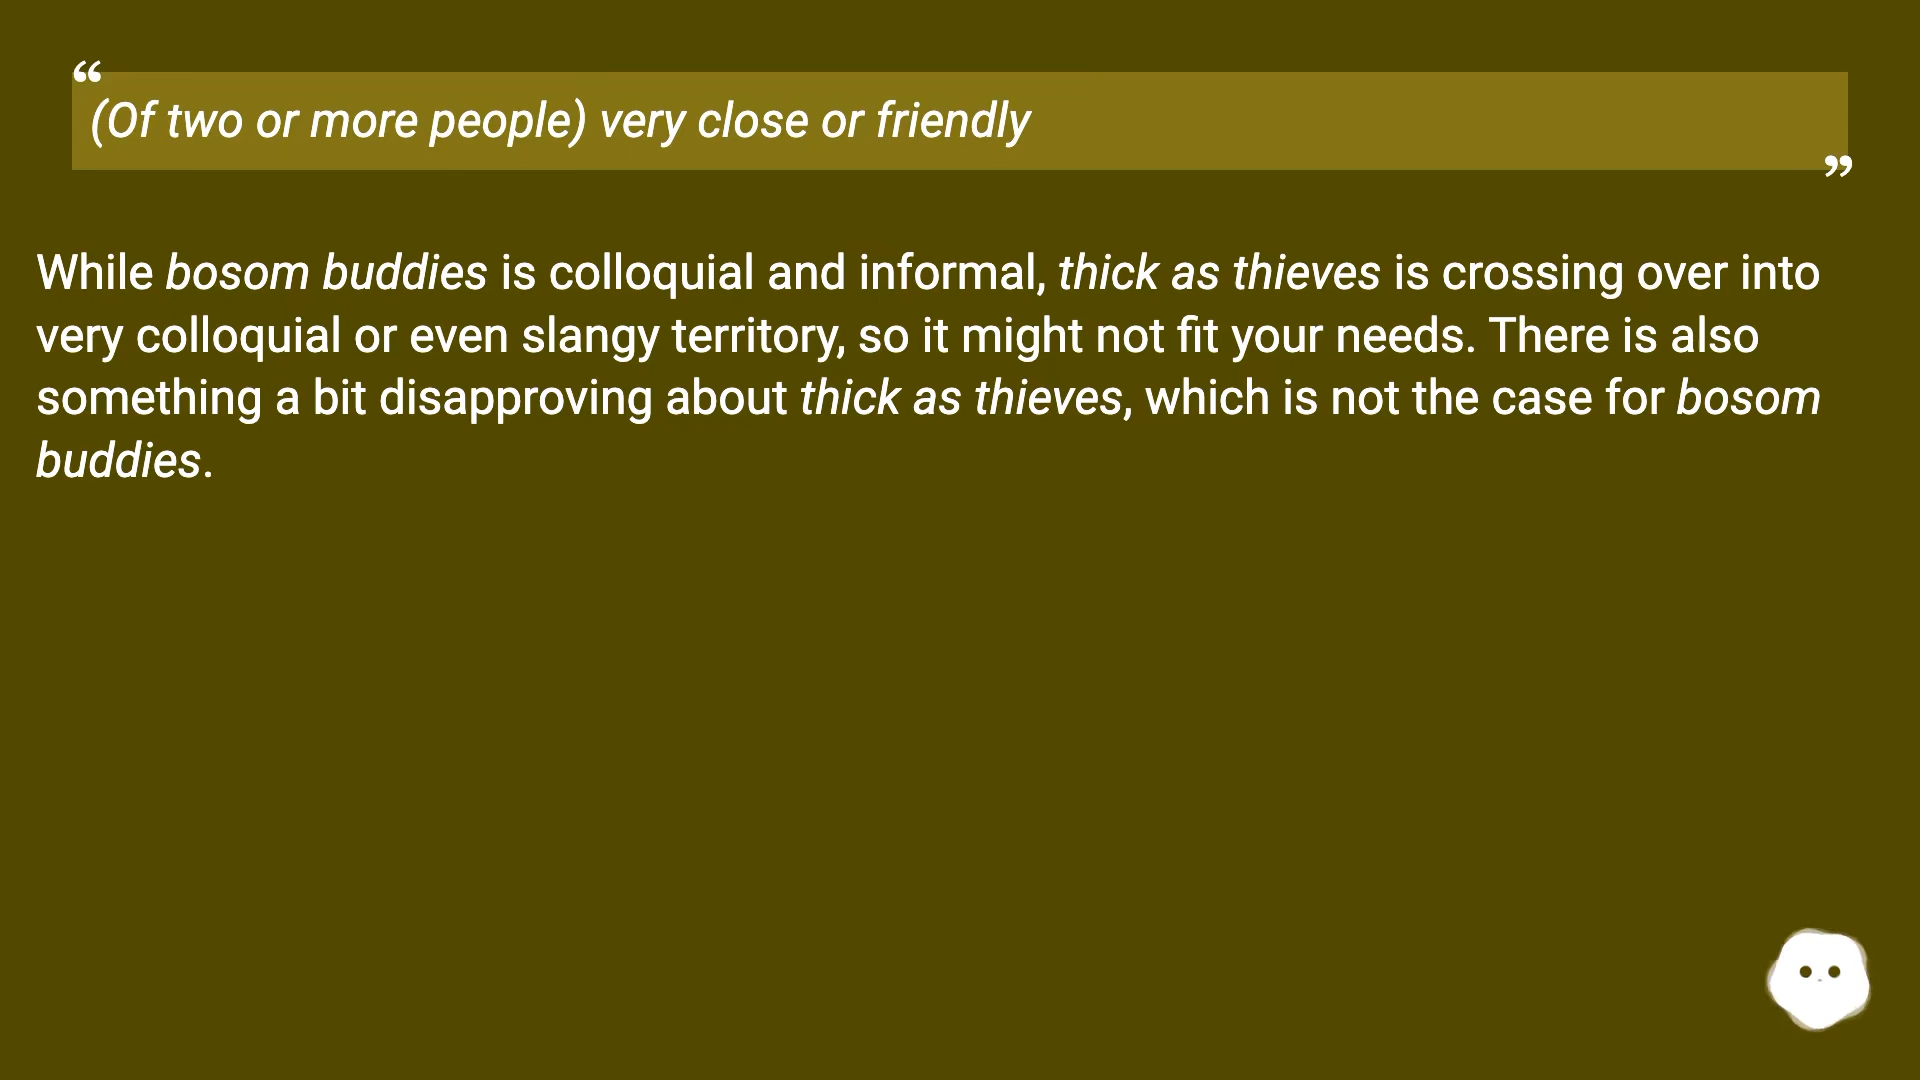 “
(Of two or more people) very close or friendly
”
While bosom buddies is colloquial and informal, thick as thieves is crossing over into
very colloquial or even slangy territory, so it might not fit your needs. There is also
something a bit disapproving about thick as thieves, which is not the case for bosom
buddies.